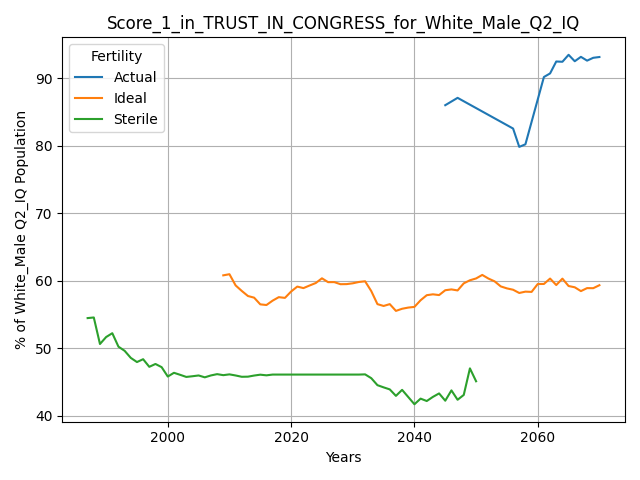 Score_1_in_TRUST_IN_CONGRESS_for_White_Male_Q2_IQ
Fertility
Actual
Ideal
Sterile
% of White_Male Q2_IQ Population
90
80
70
60
50
40
2000
2020
2040
2060
Years